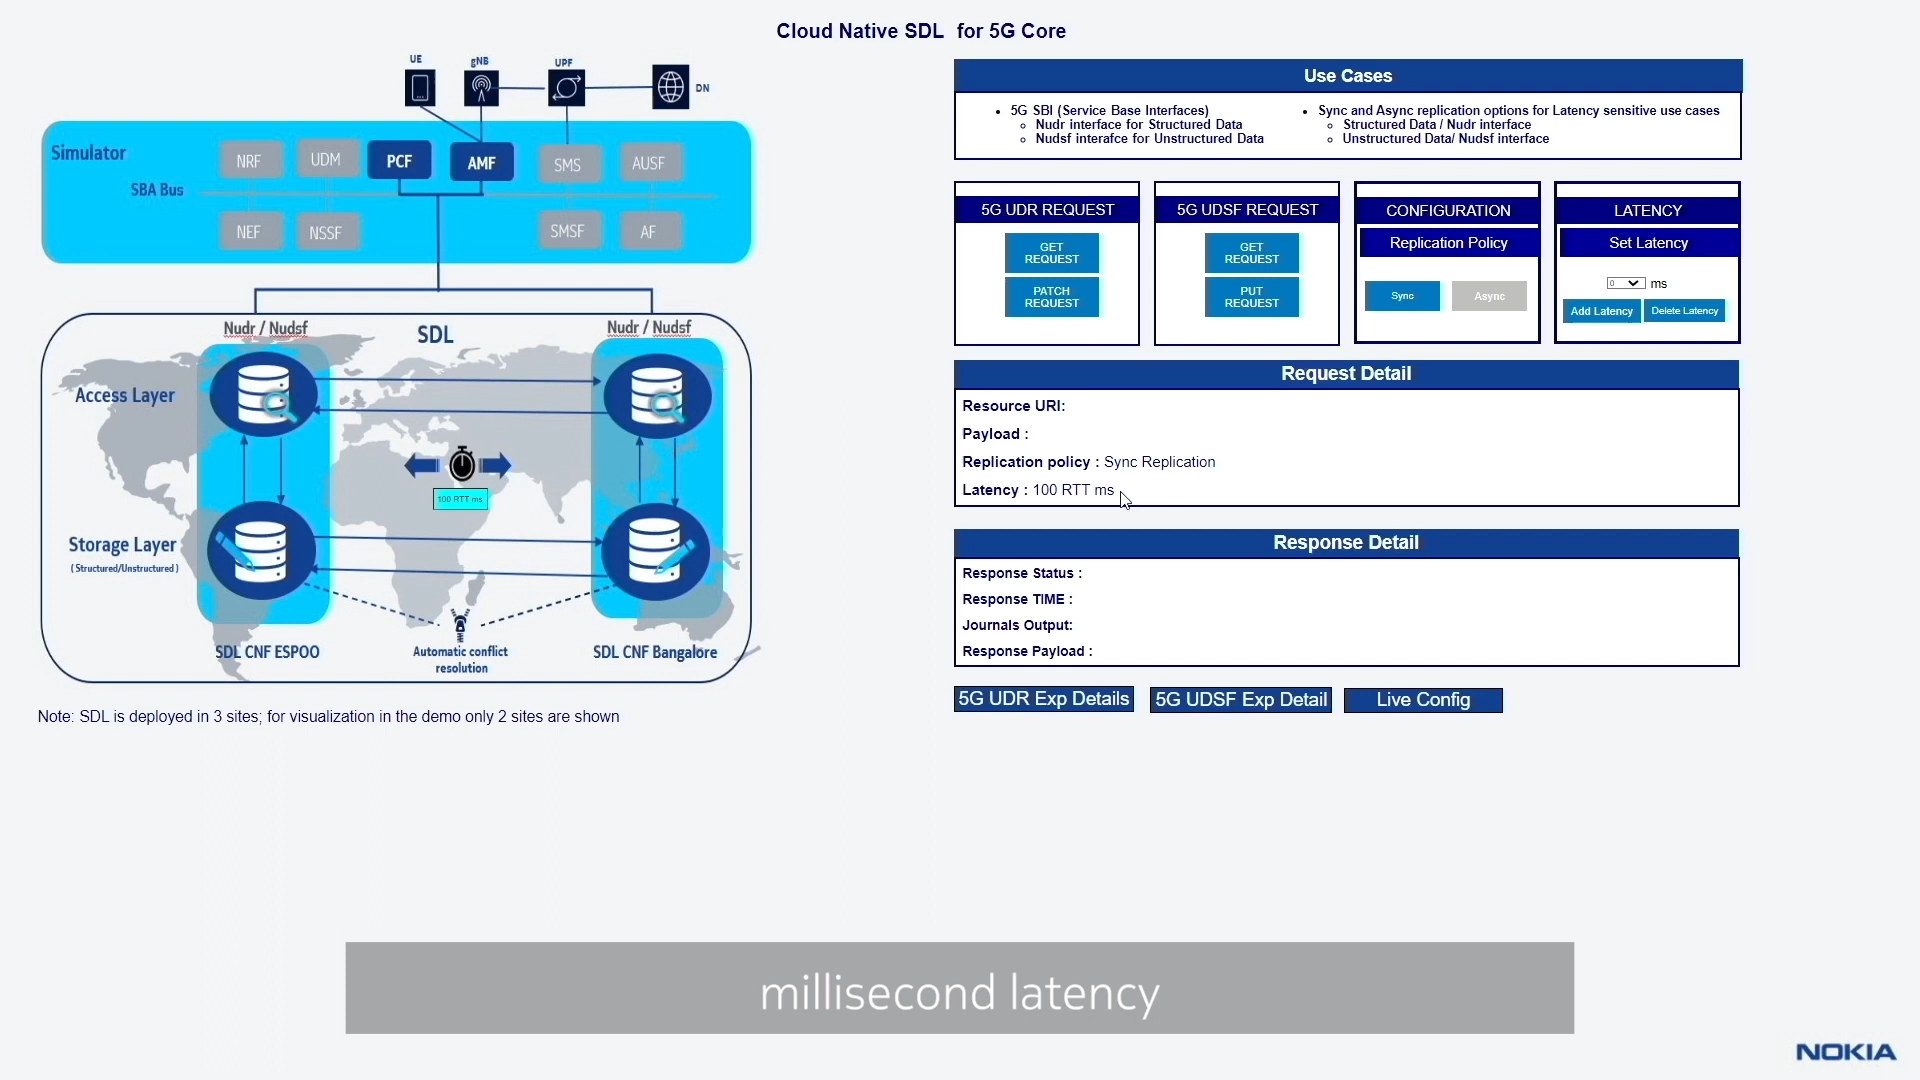 Cloud Native SDL  for 5G Core
UE
gNB
UPF
DN
Simulator
NRF
UDM
PCF
AMF
SMS
AUSF
SBA Bus
NEF
NSSF
SMSF
AF
Nudr / Nudsf
SDL
Nudr / Nudsf
Access Layer
100 RTT ms
Storage Layer
( Structured/Unstructured )
SDL CNF ESPOO
Automatic conflict
resolution
SDL CNF Bangalore
Note: SDL is deployed in 3 sites; for visualization in the demo only 2 sites are shown
Use Cases
5G SBI (Service Base Interfaces)
Nudr interface for Structured Data
Nudsf interafce for Unstructured Data
Sync and Async replication options for Latency sensitive use cases
Structured Data / Nudr interface
Unstructured Data/ Nudsf interface
5G UDR REQUEST
GET
REQUEST
PATCH
REQUEST
5G UDSF REQUEST
GET
REQUEST
PUT
REQUEST
CONFIGURATION
Replication Policy
Sync
Async
LATENCY
Set Latency
0
ms
Add Latency
Delete Latency
Request Detail
Resource URI:
Payload :
Replication policy : Sync Replication
Latency : 100 RTT ms
Response Detail
Response Status :
Response TIME :
Journals Output:
Response Payload :
5G UDR Exp Details
5G UDSF Exp Detail
Live Config
millisecond latency
NOKIA